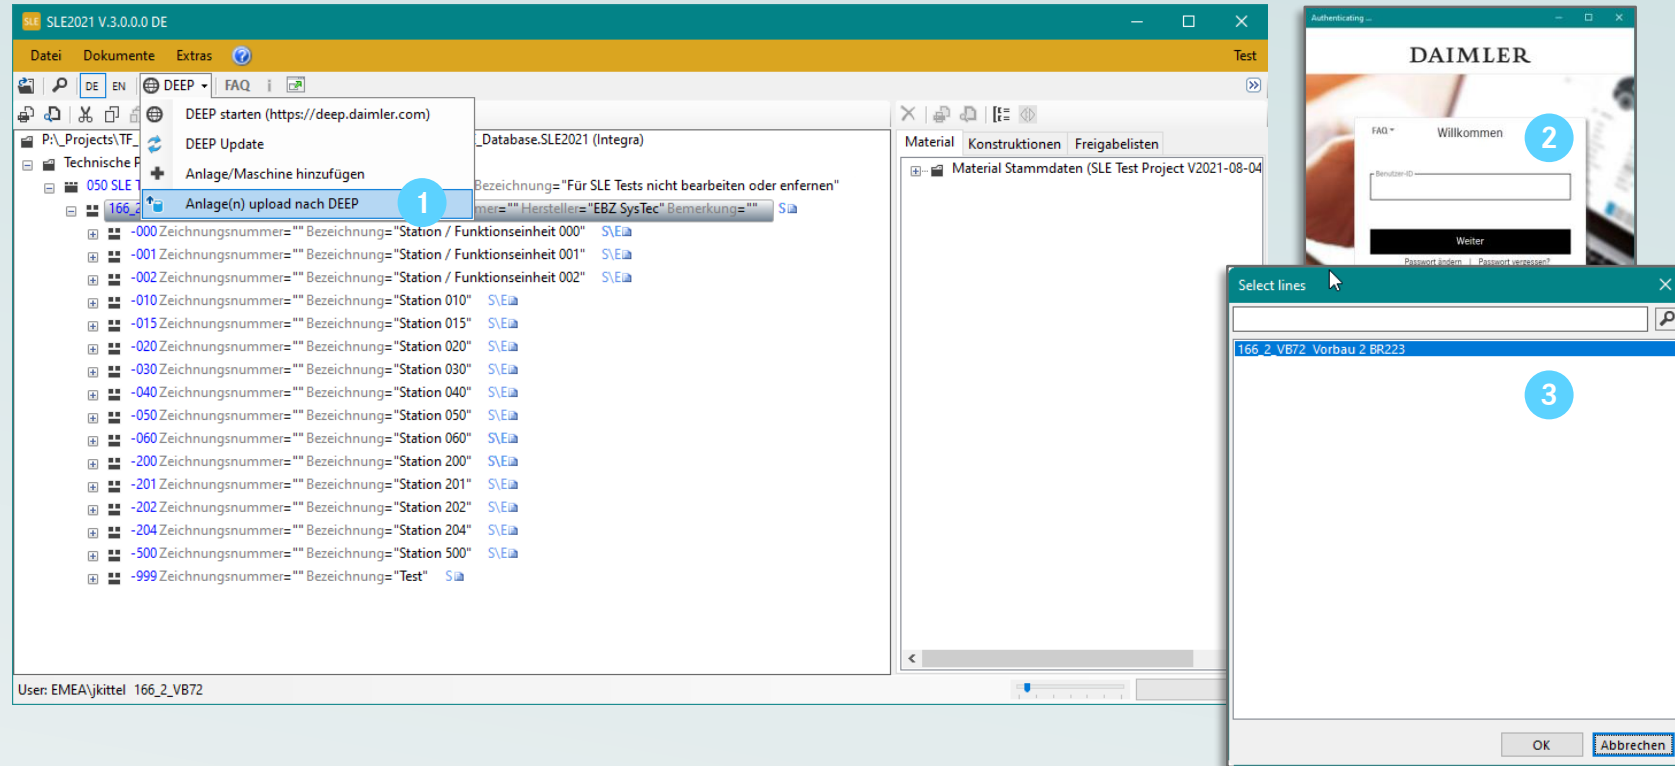 SLE SLE2021 V.3.0.0.0 DE
Datei Dokumente Extras ? Test
DE EN DEEP FAQ i
DEEP starten (https://deep.daimler.com)
DEEP Update
Anlage/Maschine hinzufügen
Anlage(n) upload nach DEEP 1
P:\_Projects\TF_ _Database.SLE2021 (Integra)
Technische P
050 SLE T Bezeichnung="Für SLE Tests nicht bearbeiten oder enfernen"
166_2 mer="" Hersteller="EBZ SysTec" Bemerkung="" S
-000 Zeichnungsnummer="" Bezeichnung="Station / Funktionseinheit 000" S\E
-001 Zeichnungsnummer="" Bezeichnung="Station / Funktionseinheit 001" S\E
-002 Zeichnungsnummer="" Bezeichnung="Station / Funktionseinheit 002" S\E
-010 Zeichnungsnummer="" Bezeichnung="Station 010" S\E
-015 Zeichnungsnummer="" Bezeichnung="Station 015" S\E
-020 Zeichnungsnummer="" Bezeichnung="Station 020" S\E
-030 Zeichnungsnummer="" Bezeichnung="Station 030" S\E
-040 Zeichnungsnummer="" Bezeichnung="Station 040" S\E
-050 Zeichnungsnummer="" Bezeichnung="Station 050" S\E
-060 Zeichnungsnummer="" Bezeichnung="Station 060" S\E
-200 Zeichnungsnummer="" Bezeichnung="Station 200" S\E
-201 Zeichnungsnummer="" Bezeichnung="Station 201" S\E
-202 Zeichnungsnummer="" Bezeichnung="Station 202" S\E
-204 Zeichnungsnummer="" Bezeichnung="Station 204" S\E
-500 Zeichnungsnummer="" Bezeichnung="Station 500" S\E
-999 Zeichnungsnummer="" Bezeichnung="Test" S
Material Konstruktionen Freigabelisten
Material Stammdaten (SLE Test Project V2021-08-04
User: EMEA\jkittel 166_2_VB72
Authenticating ...
DAIMLER
FAQ
Willkommen 2
Benutzer-ID
Weiter
Passwort ändern | Passwort vergessen?
Select lines
166_2_VB72 Vorbau 2 BR223
3
OK Abbrechen